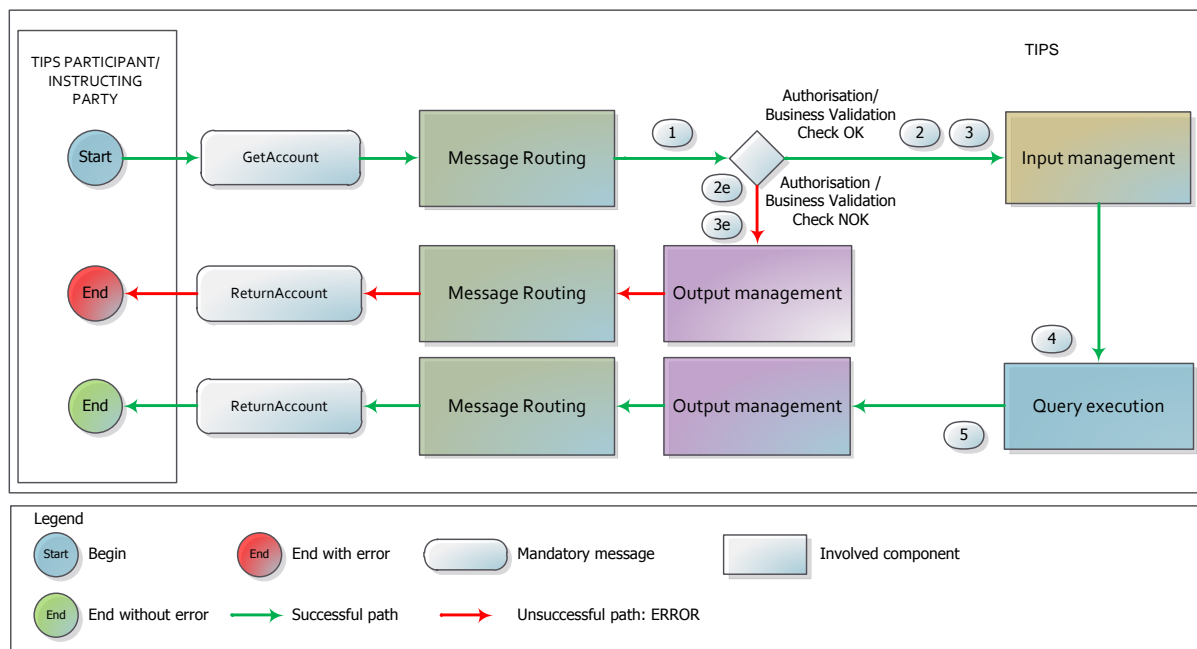 TIPS PARTICIPANT/
INSTRUCTING
PARTY
TIPS
Start
GetAccount
Message Routing
1
Authorisation/
Business Validation
Check OK
2
3
Input management
2e
3e
Authorisation /
Business Validation
Check NOK
End
ReturnAccount
Message Routing
Output management
4
End
ReturnAccount
Message Routing
Output management
5
Query execution
Legend
Start
Begin
End
End with error
Mandatory message
Involved component
End
End without error
Successful path
Unsuccessful path: ERROR